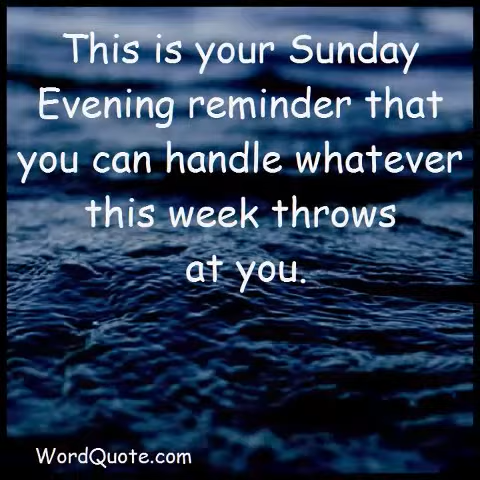 This is your Sunday
Evening reminder that
you can handle whatever
this week throws
at you.
WordQuote.com